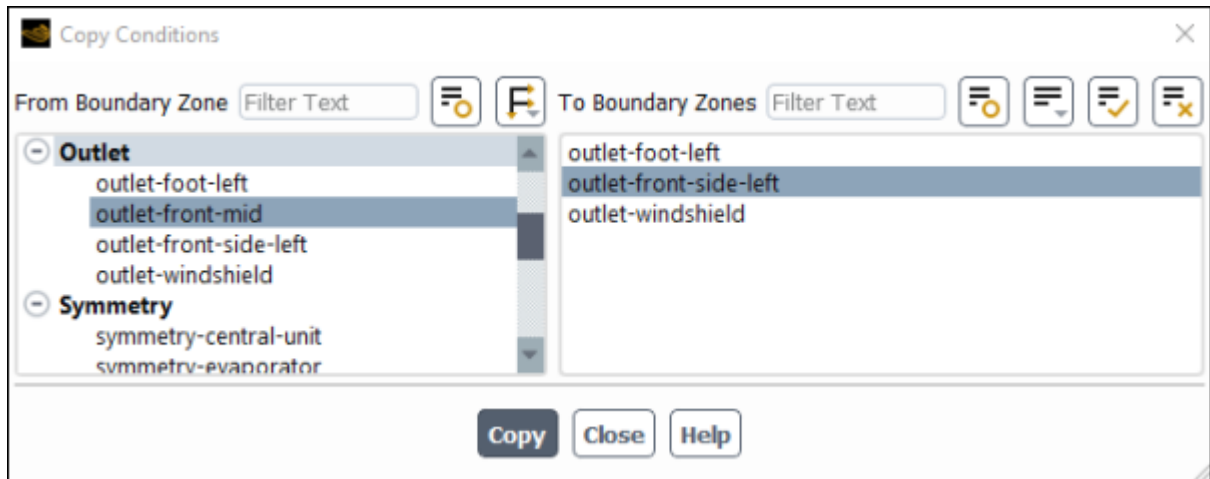 Copy Conditions
From Boundary Zone Filter Text To Boundary Zones Filter Text
Outlet
outlet-foot-left
outlet-front-mid
outlet-front-side-left
outlet-windshield
Symmetry
symmetry-central-unit
symmetry-evaporator
outlet-foot-left
outlet-front-side-left
outlet-windshield
Copy Close Help